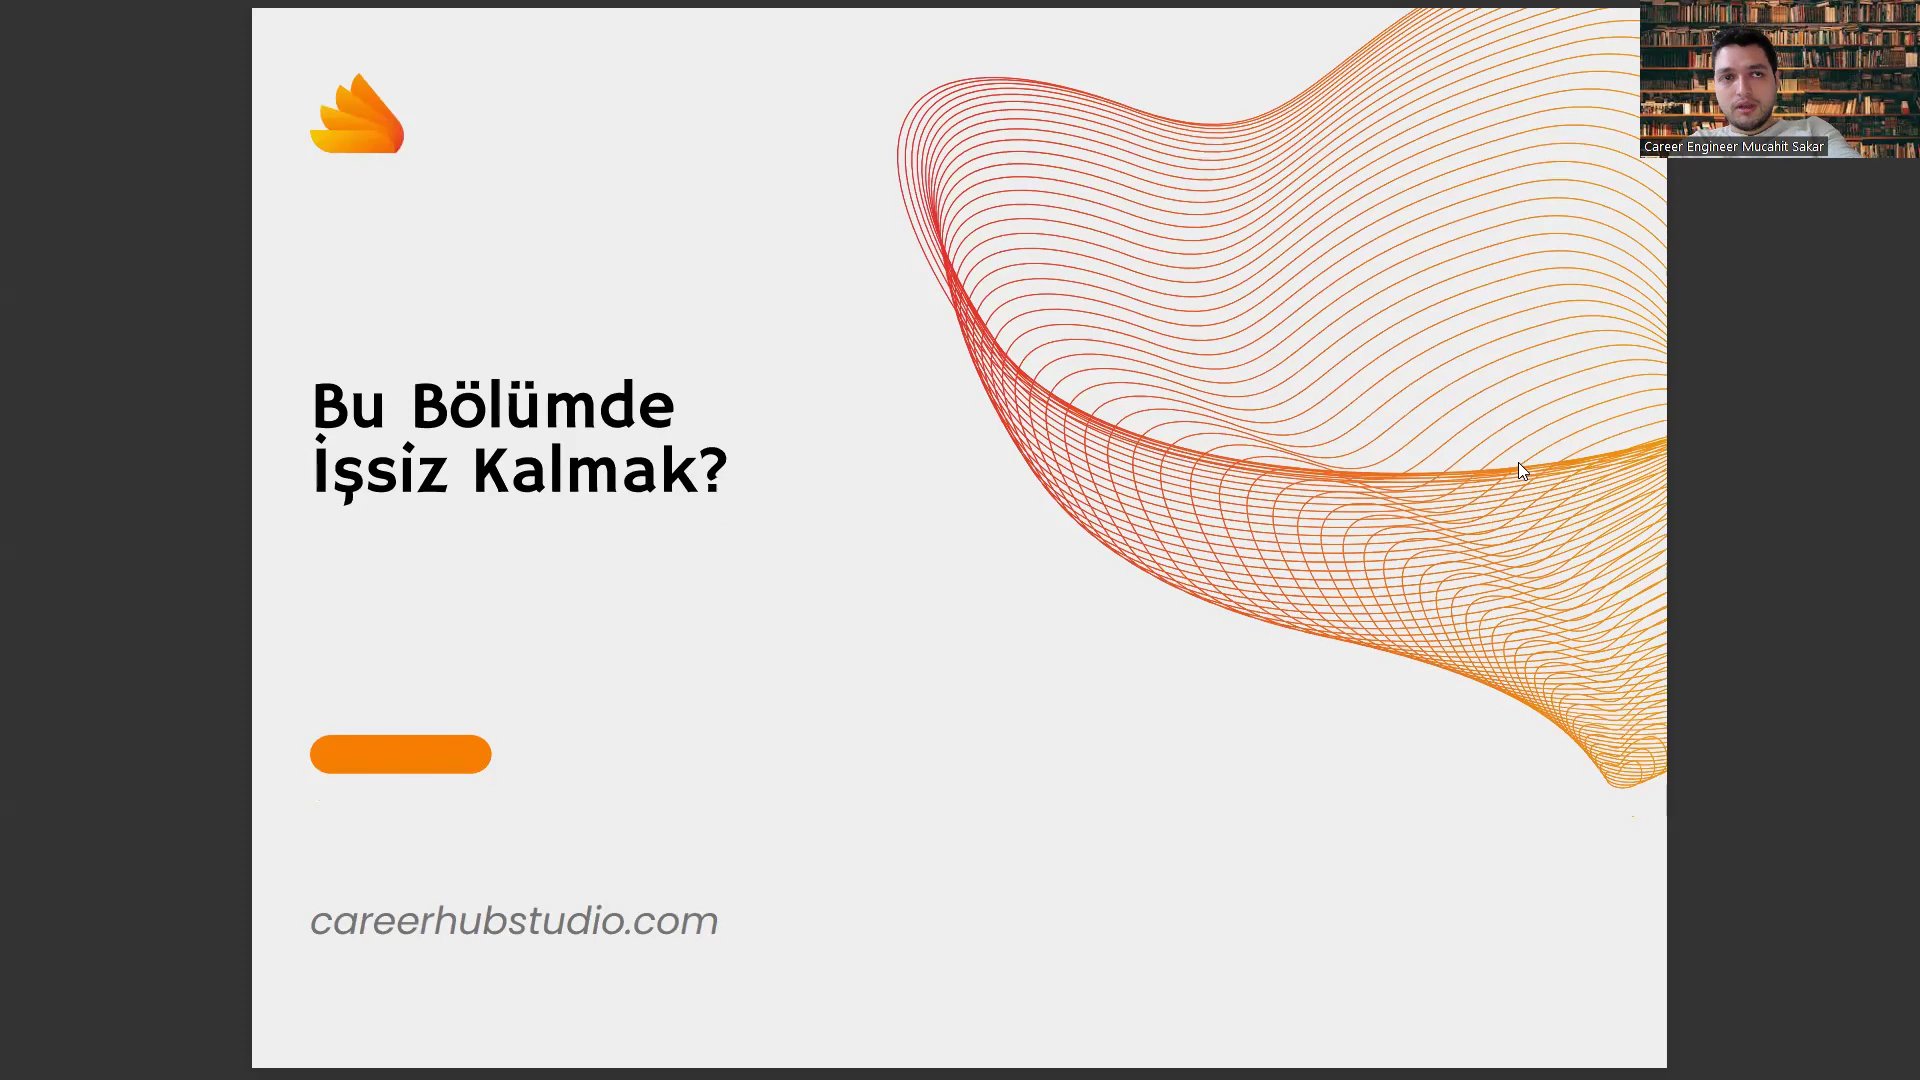 Career Engineer Mucahit Sakar
Bu Bölümde
İşsiz Kalmak?
careerhubstudio.com